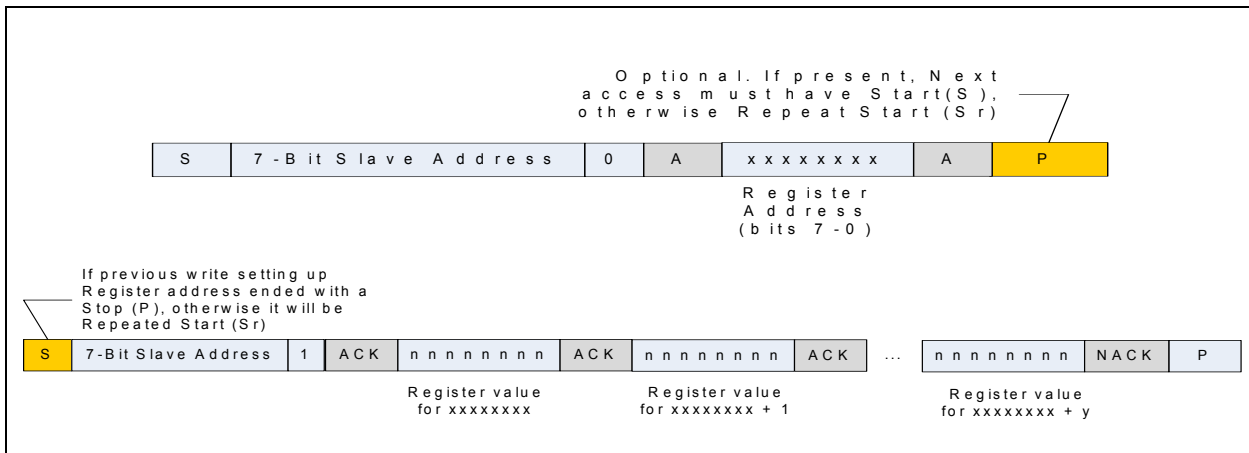 Optional. If present, Next
access must have Start(S),
otherwise Repeat Start (Sr)
S 7-Bit Slave Address 0 A xxxxxxxx A P
Register
Address
(bits 7-0)
If previous write setting up
Register address ended with a
Stop (P), otherwise it will be
Repeated Start (Sr)
S 7-Bit Slave Address 1 ACK nnnnnnnn ACK nnnnnnnn ACK ... nnnnnnnn NACK P
Register value
for xxxxxxxx
Register value
for xxxxxxxx + 1
Register value
for xxxxxxxx + y